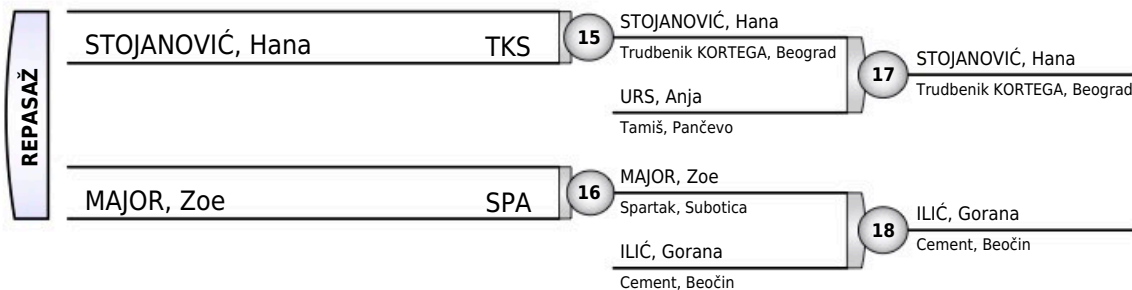 REPASAŽ
STOJANOVIĆ, Hana TKS
15
STOJANOVIĆ, Hana
Trudbenik KORTEGA, Beograd
URS, Anja
Tamiš, Pančevo
17
STOJANOVIĆ, Hana
Trudbenik KORTEGA, Beograd
MAJOR, Zoe SPA
16
MAJOR, Zoe
Spartak, Subotica
ILIĆ, Gorana
Cement, Beočin
18
ILIĆ, Gorana
Cement, Beočin